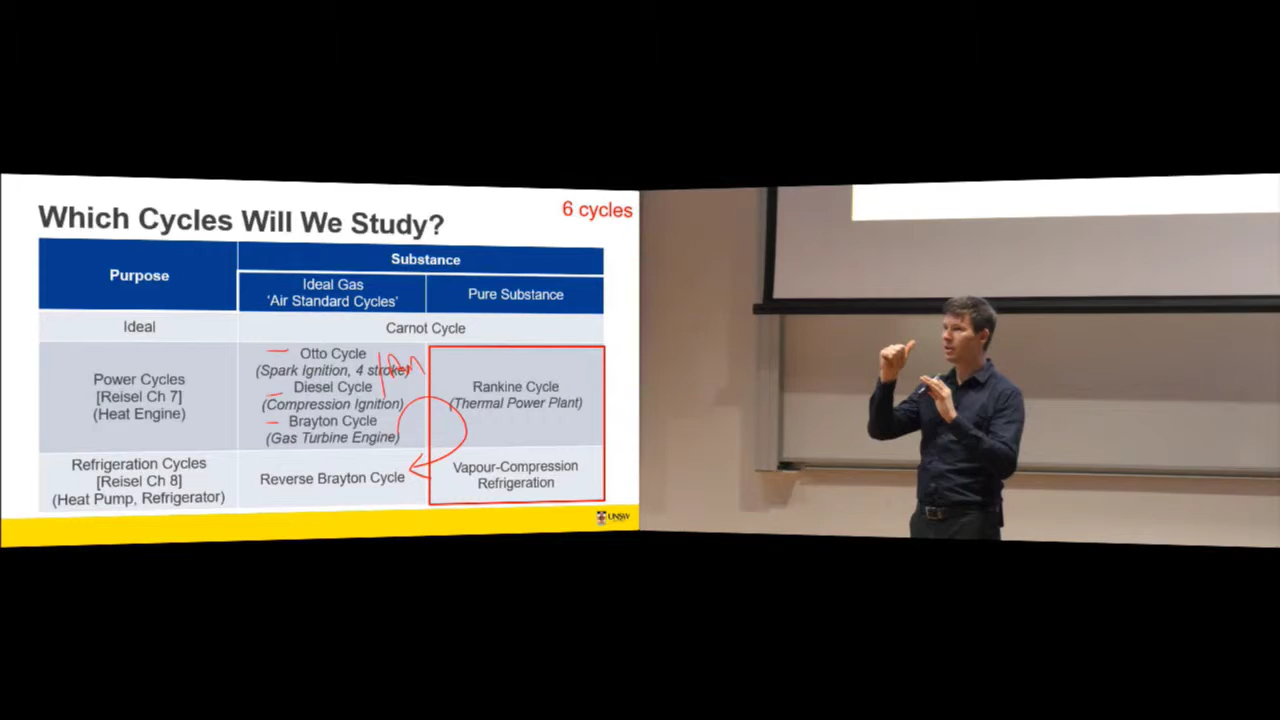 Which Cycles Will We Study?
6 cycles
Purpose
Substance
Ideal Gas
'Air Standard Cycles'
Pure Substance
Ideal
Carnot Cycle
Power Cycles
[Reisel Ch 7]
(Heat Engine)
Otto Cycle
(Spark Ignition, 4 stroke)
Diesel Cycle
(Compression Ignition)
Brayton Cycle
(Gas Turbine Engine)
Rankine Cycle
(Thermal Power Plant)
Refrigeration Cycles
[Reisel Ch 8]
(Heat Pump, Refrigerator)
Reverse Brayton Cycle
Vapour-Compression
Refrigeration
UNSW